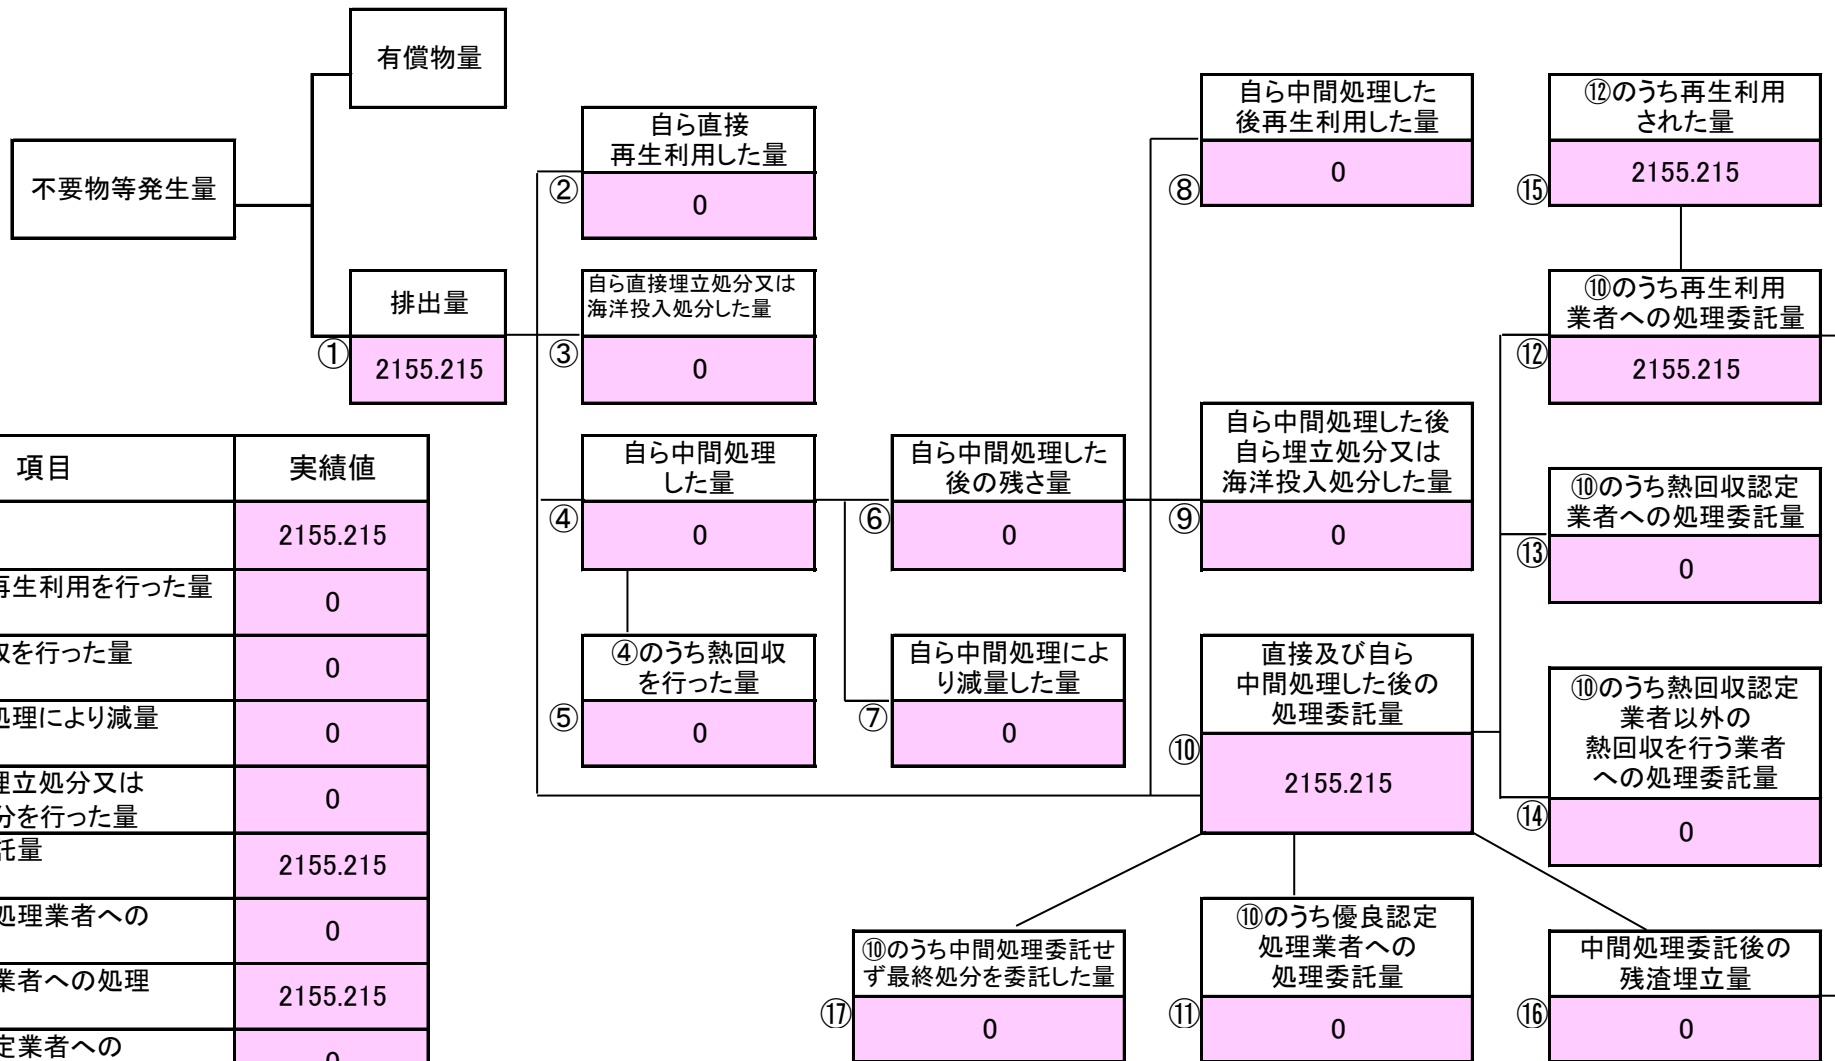 有償物量
不要物等発生量
排出量
①
2155.215
自ら直接
再生利用した量
②
0
自ら直接埋立処分又は
海洋投入処分した量
③
0
自ら中間処理
した量
④
0
④のうち熱回収
を行った量
⑤
0
自ら中間処理した
後の残さ量
⑥
0
自ら中間処理によ
り減量した量
⑦
0
自ら中間処理した
後再生利用した量
⑧
0
自ら中間処理した後
自ら埋立処分又は
海洋投入処分した量
⑨
0
直接及び自ら
中間処理した後の
処理委託量
⑩
2155.215
⑫のうち再生利用
された量
⑮
2155.215
⑩のうち再生利用
業者への処理委託量
⑫
2155.215
⑩のうち熱回収認定
業者への処理委託量
⑬
0
⑩のうち熱回収認定
業者以外の
熱回収を行う業者
への処理委託量
⑭
0
⑩のうち中間処理委託せ
ず最終処分を委託した量
⑰
0
⑩のうち優良認定
処理業者への
処理委託量
⑪
0
中間処理委託後の
残渣埋立量
⑯
0
項目 実績値
2155.215
再生利用を行った量
0
収を行った量
0
処理により減量
0
埋立処分又は
分を行った量
0
託量
2155.215
処理業者への
0
業者への処理
2155.215
定業者への
0